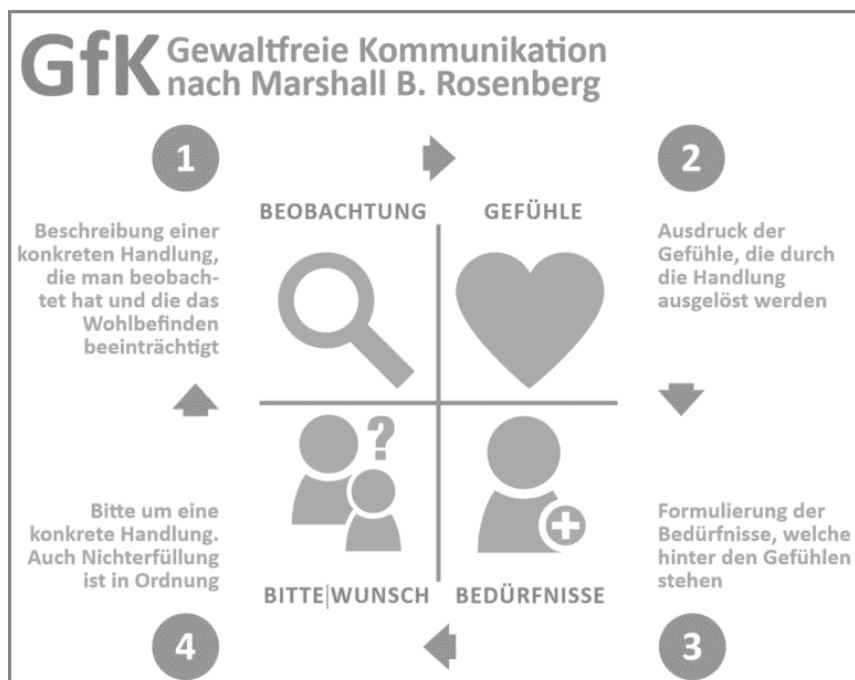 GfK Gewaltfreie Kommunikation
nach Marshall B. Rosenberg
1
BEOBACHTUNG
Beschreibung einer
konkreten Handlung,
die man beobach-
tet hat und die das
Wohlbefinden
beeinträchtigt
2
GEFÜHLE
Ausdruck der
Gefühle, die durch
die Handlung
ausgelöst werden
3
BEDÜRFNISSE
Formulierung der
Bedürfnisse, welche
hinter den Gefühlen
stehen
4
BITTE|WUNSCH
Bitte um eine
konkrete Handlung.
Auch Nichterfüllung
ist in Ordnung
?